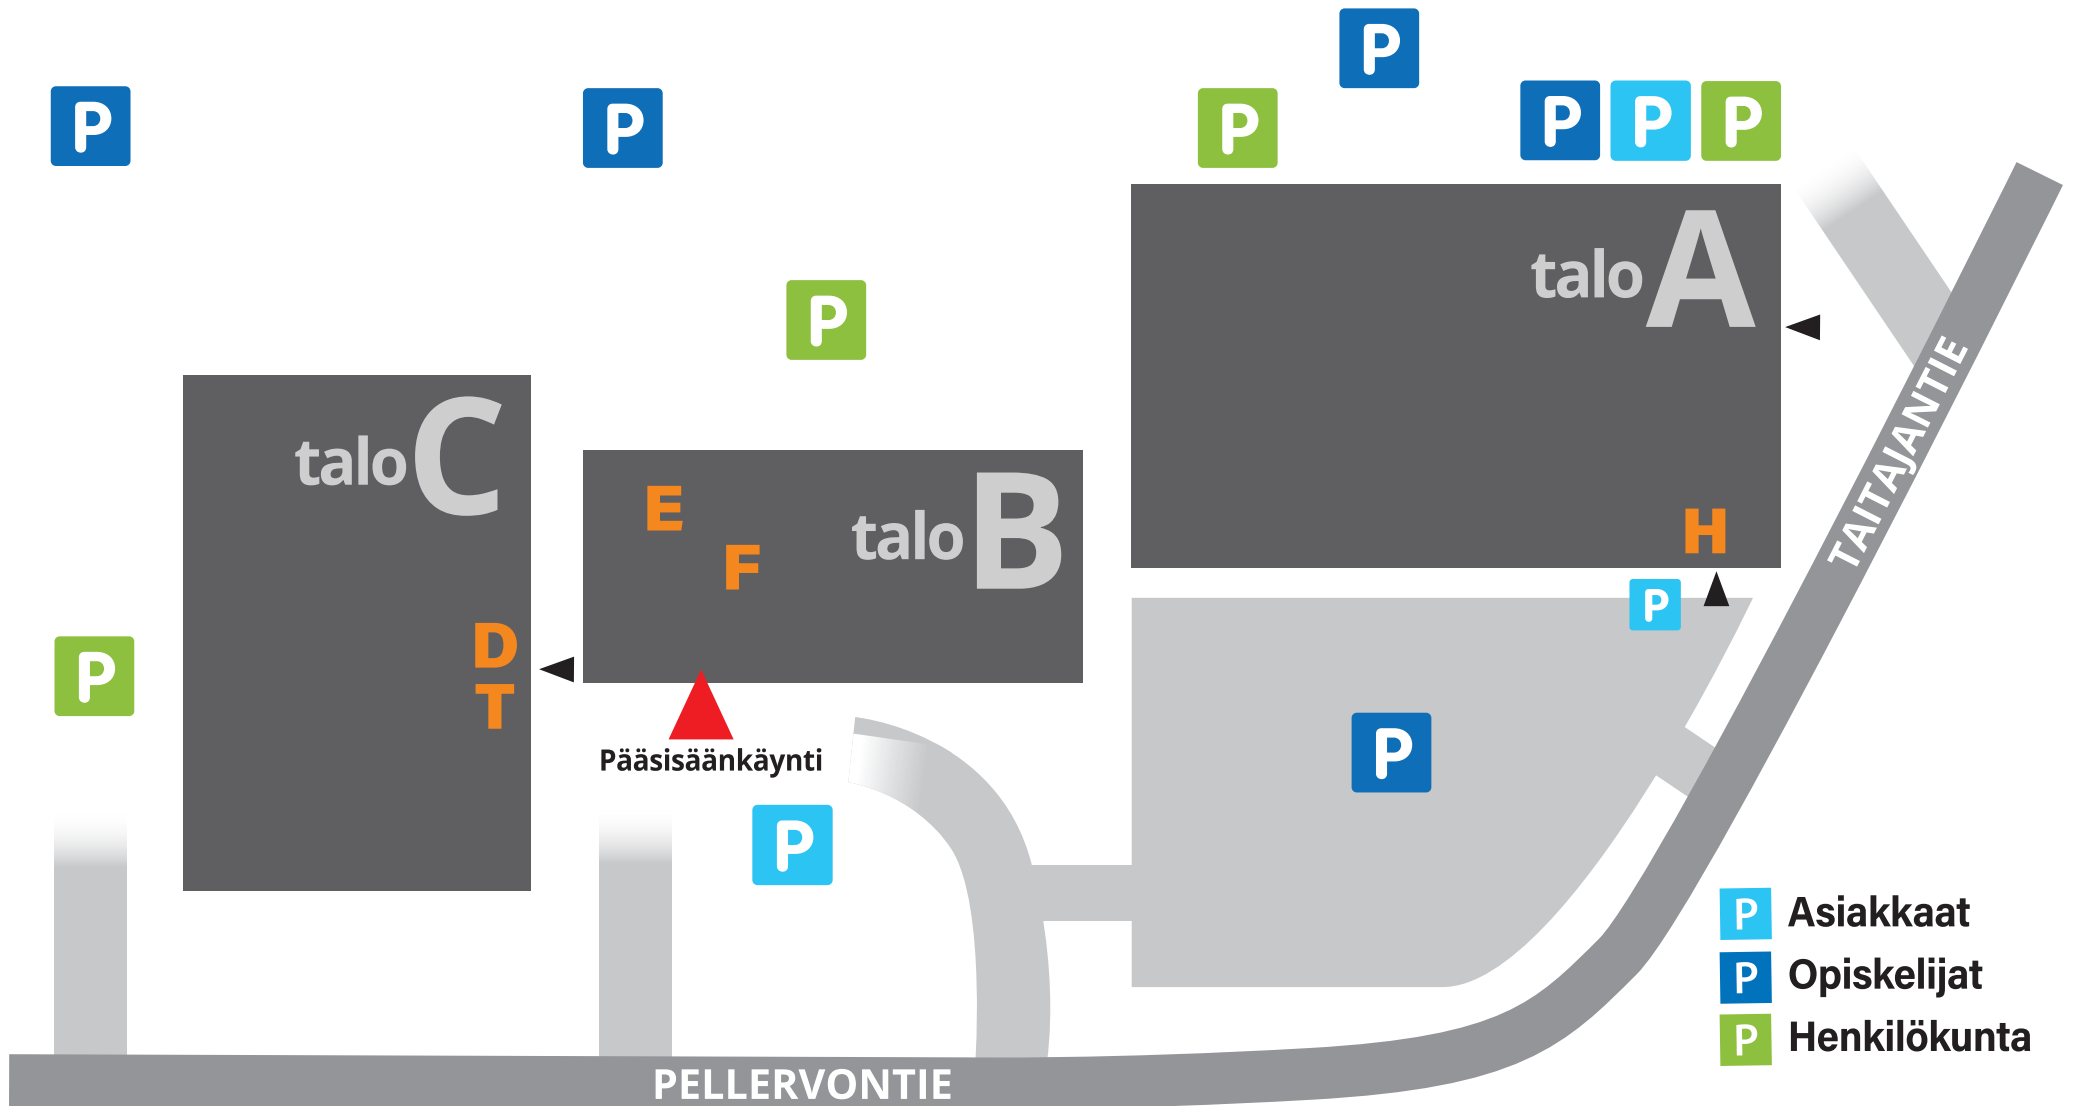 P
P
P
P
P
P
P
P
talo A
talo C
talo B
E
F
H
D
T
P
P
Pääsisäänkäynti
P
P
TAITAJANTIE
PELLERVONTIE
P Asiakkaat
P Opiskelijat
P Henkilökunta